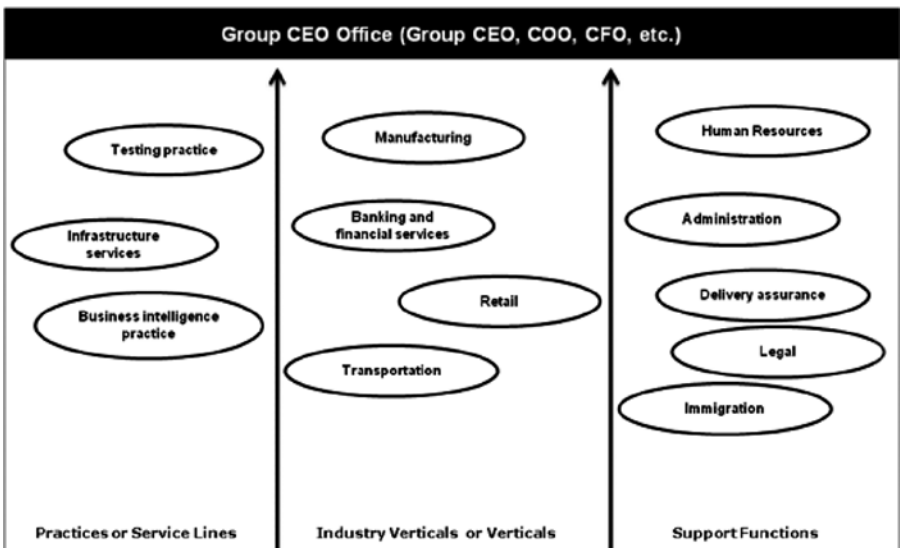 Group CEO Office (Group CEO, COO, CFO, etc.)
Testing practice
Infrastructure
services
Business intelligence
practice
Practices or Service Lines
Manufacturing
Banking and
financial services
Retail
Transportation
Industry Verticals or Verticals
Human Resources
Administration
Delivery assurance
Legal
Immigration
Support Functions